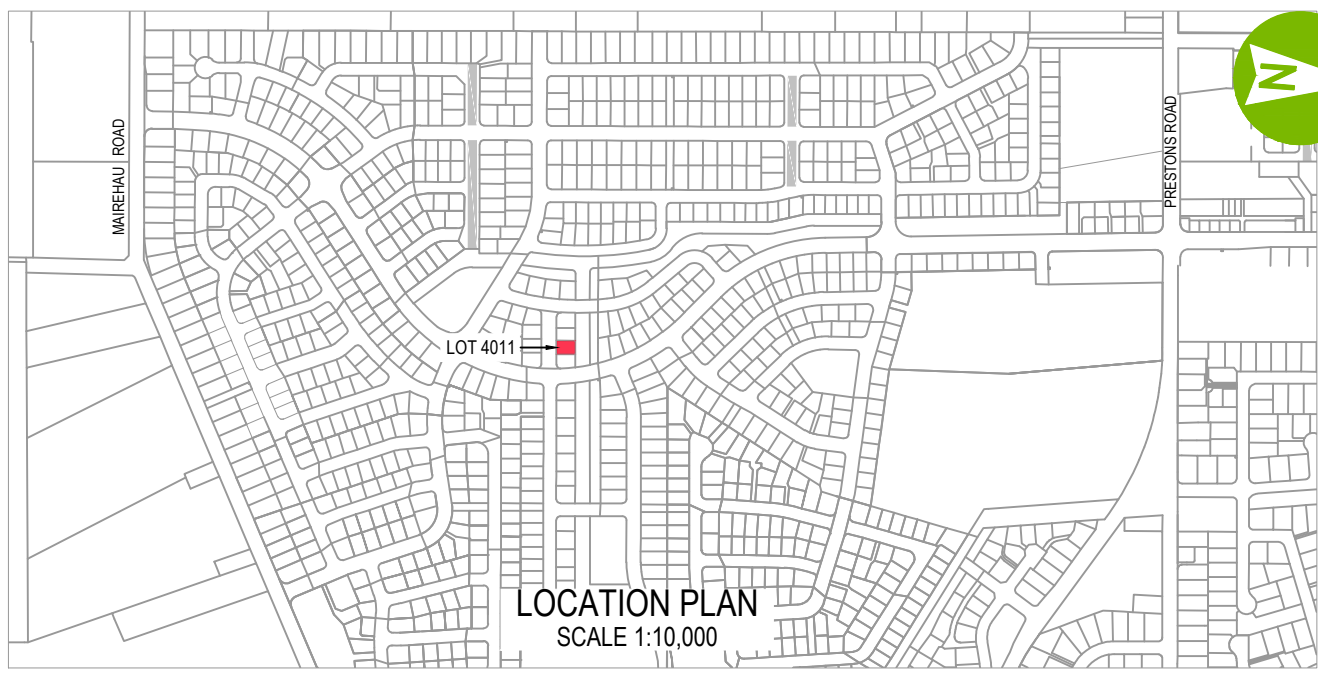 MAIREHAU ROAD
PRESTONS ROAD
N
LOT 4011
LOCATION PLAN
SCALE 1:10,000